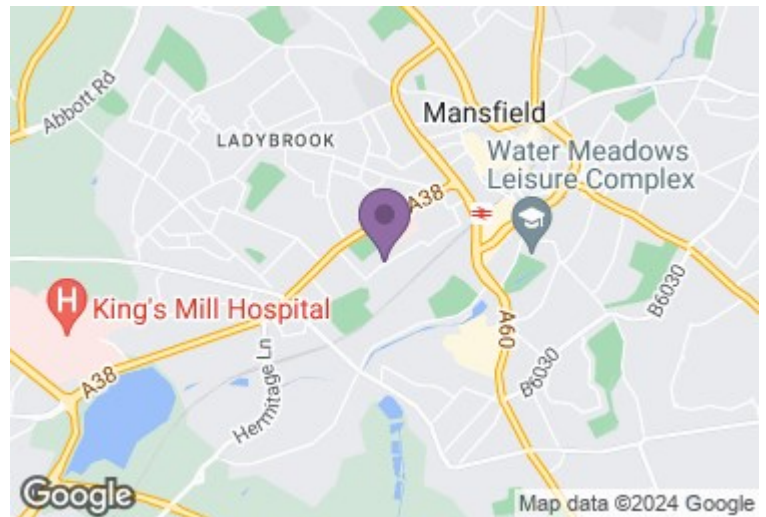 Abbott Rd
Mansfield
LADYBROOK
Water Meadows
Leisure Complex
A38
H
King's Mill Hospital
B6030
A60
A38
Hermitage Ln
B6030
Google
Map data ©2024 Google